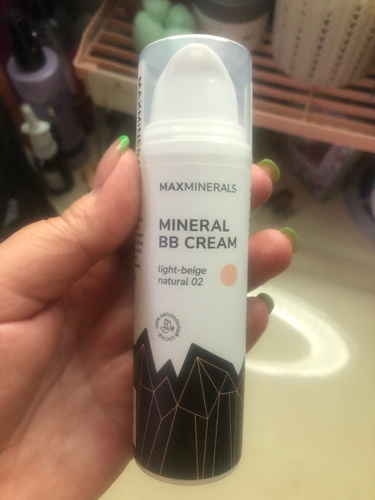 MAXMINERALS
MINERAL
BB CREAM
light-beige
natural 02